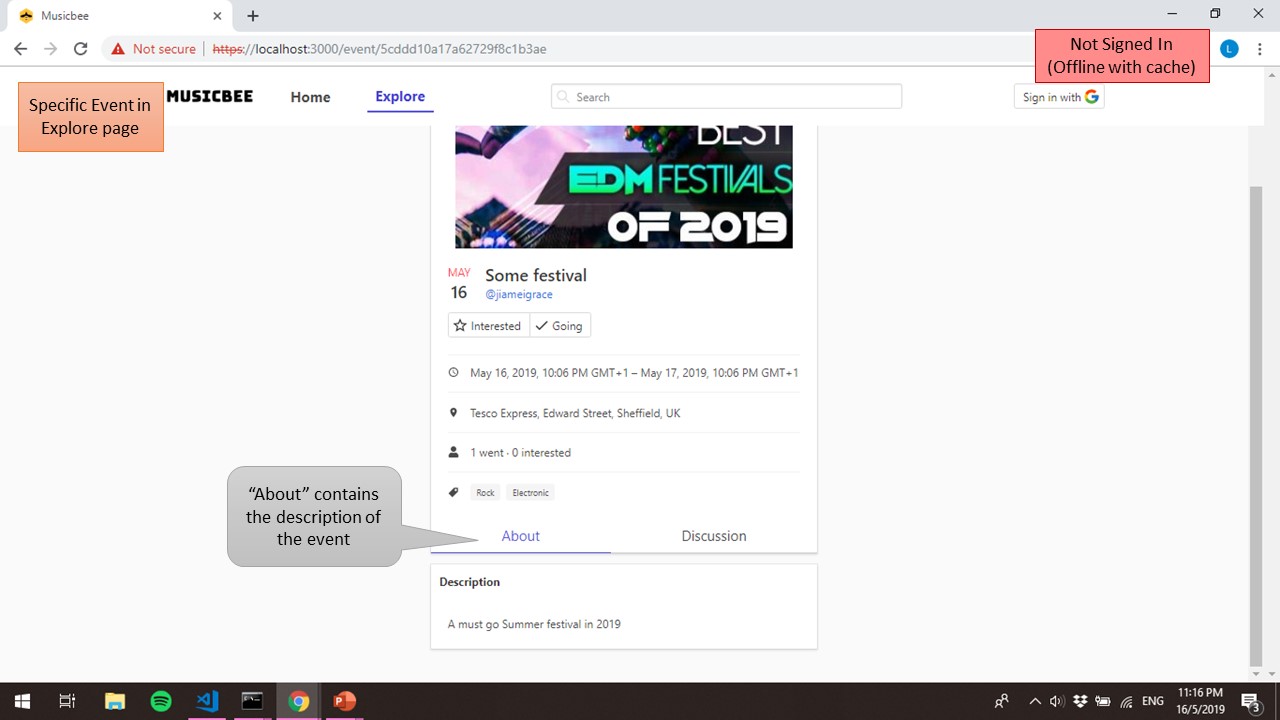 Musicbee
Not secure
https://localhost:3000/event/5cddd10a17a62729f8c1b3ae
L
Not Signed In
(Offline with cache)
Specific Event in
Explore page
MUSICBEE
Home
Explore
Search
Sign in with
BEST
EDM FESTIVALS
OF 2019
MAY
16
Some festival
@jiameigrace
Interested
Going
May 16, 2019, 10:06 PM GMT+1 – May 17, 2019, 10:06 PM GMT+1
Tesco Express, Edward Street, Sheffield, UK
1 went · 0 interested
Rock
Electronic
“About” contains
the description of
the event
About
Discussion
Description
A must go Summer festival in 2019
ENG
11:16 PM
16/5/2019
3